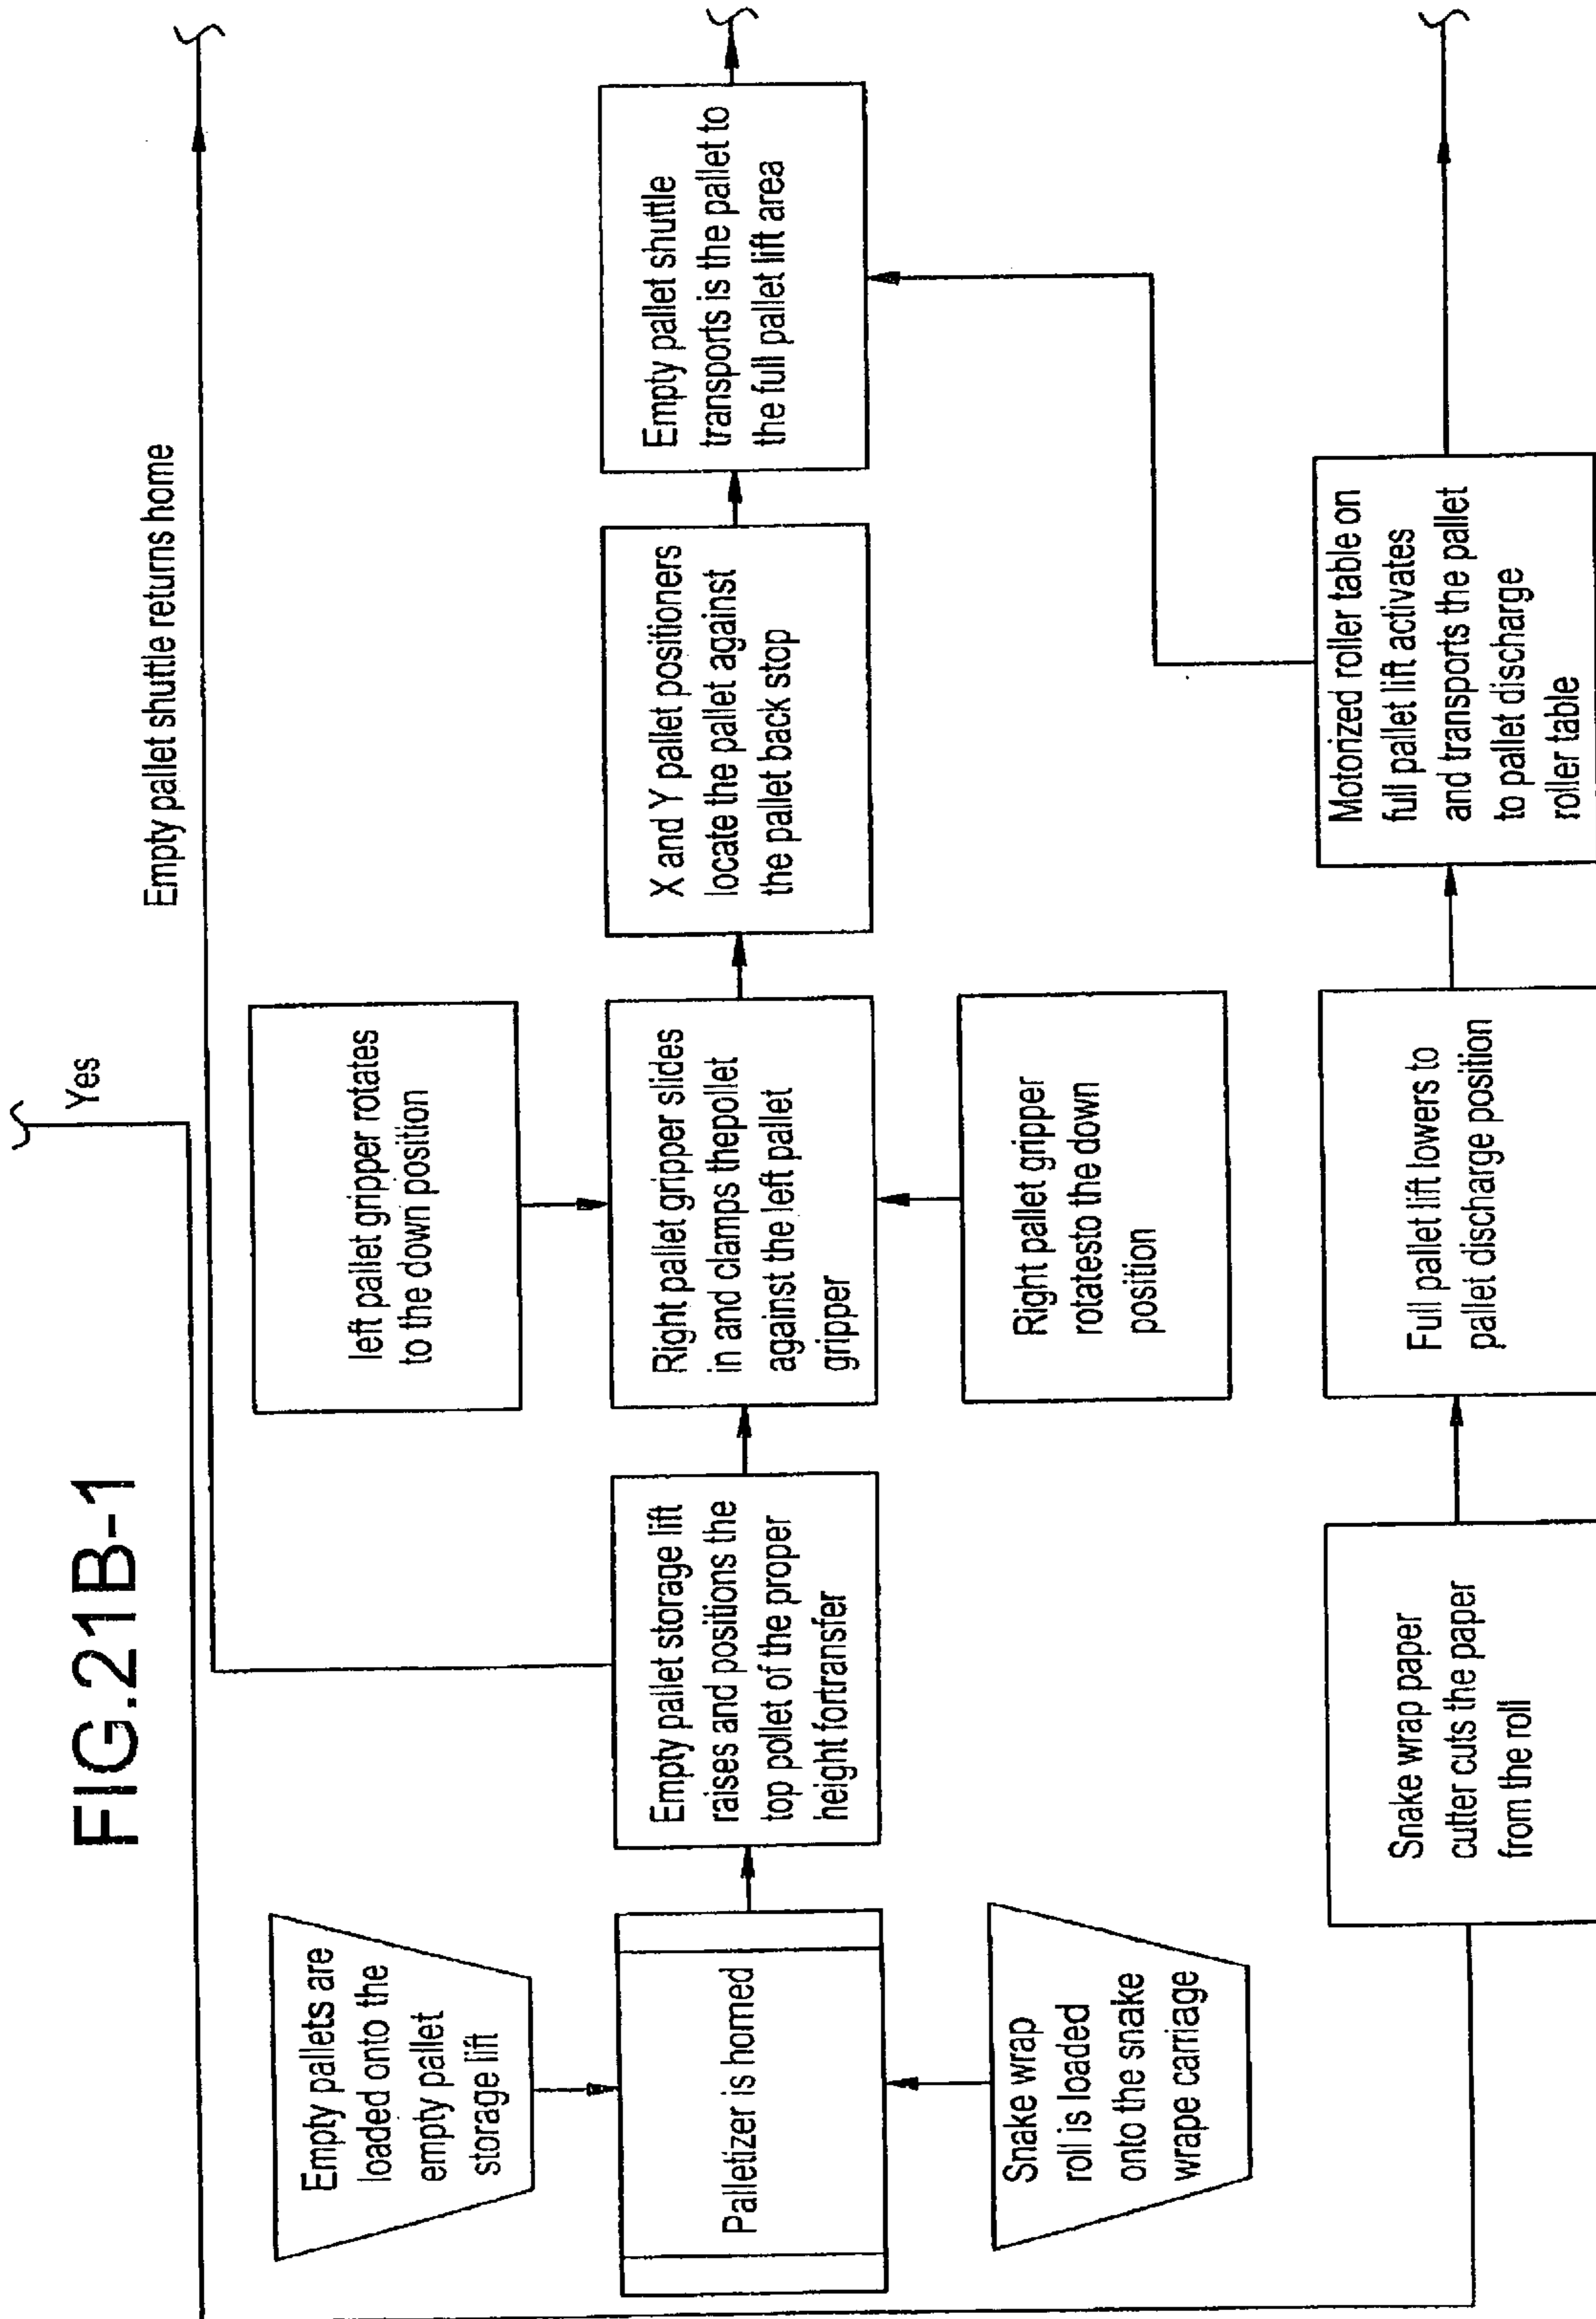 FIG.21B-1
Yes
Empty pallet shuttle returns home
Empty pallets are
loaded onto the
empty pallet
storage lift
left pallet gripper rotates
to the down position
Palletizer is homed
Empty pallet storage lift
raises and positions the
top pollet of the proper
height fortransfer
Right pallet gripper slides
in and clamps thepollet
against the left pallet
gripper
X and Y pallet positioners
locate the pallet against
the pallet back stop
Empty pallet shuttle
transports is the pallet to
the full pallet lift area
Snake wrap
roll is loaded
onto the snake
wrape carriage
Right pallet gripper
rotatesto the down
position
Snake wrap paper
cutter cuts the paper
from the roll
Full pallet lift lowers to
pallet discharge position
Motorized roller table on
full pallet lift activates
and transports the pallet
to pallet discharge
roller table